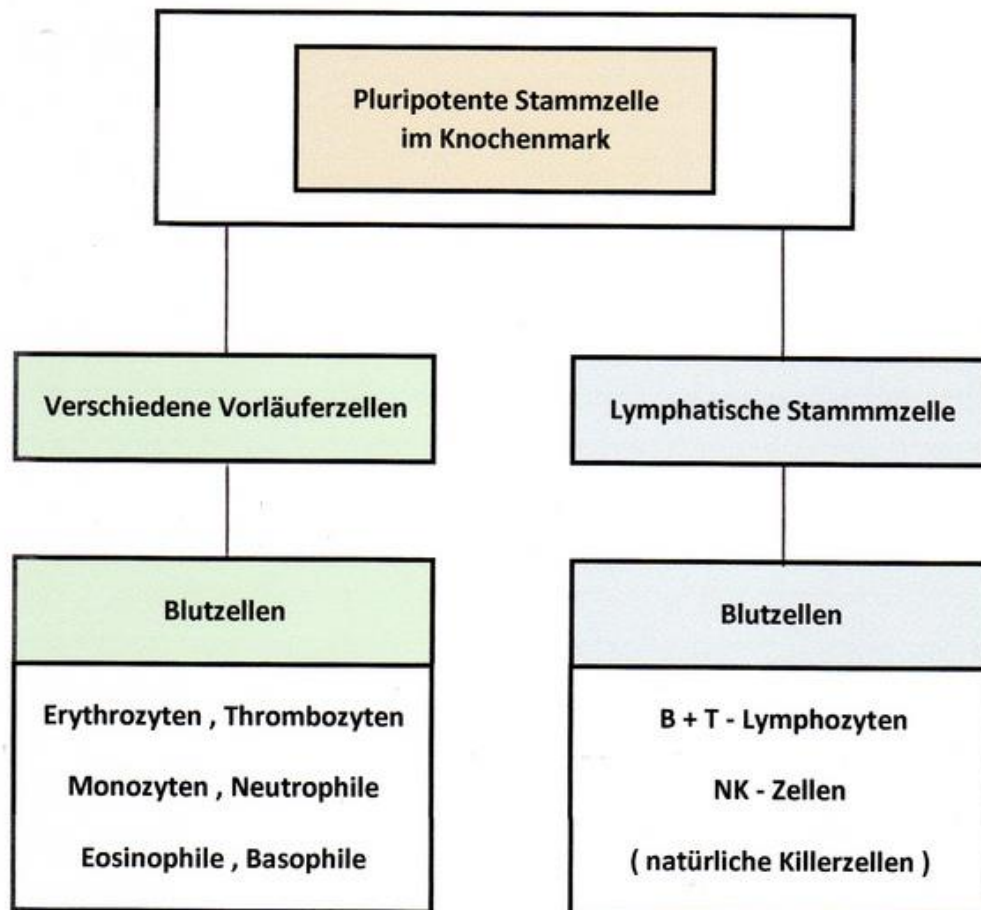 Pluripotente Stammzelle
im Knochenmark
Verschiedene Vorläuferzellen
Lymphatische Stammmzelle
Blutzellen
Erythrozyten , Thrombozyten
Monozyten , Neutrophile
Eosinophile , Basophile
Blutzellen
B + T - Lymphozyten
NK - Zellen
( natürliche Killerzellen )